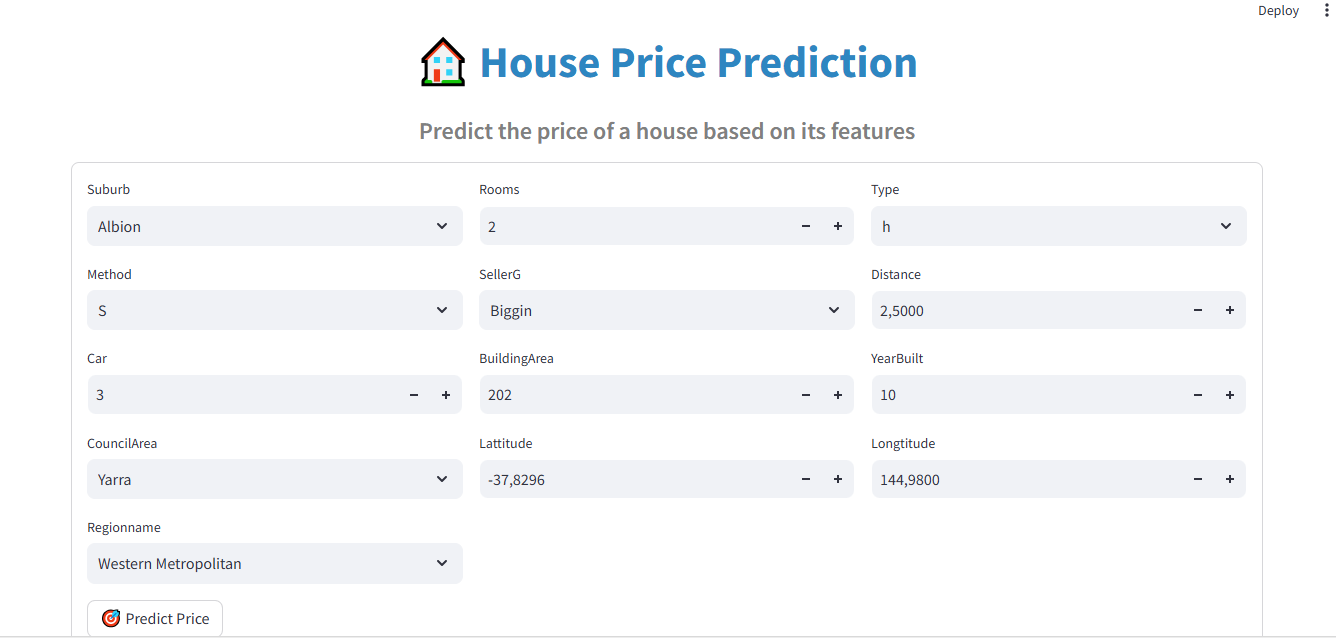 Deploy
House Price Prediction
Predict the price of a house based on its features
Suburb Rooms Type
Albion 2 h
Method SellerG Distance
S Biggin 2,5000
Car BuildingArea YearBuilt
3 202 10
CouncilArea Lattitude Longtitude
Yarra -37,8296 144,9800
Regionname
Western Metropolitan
Predict Price